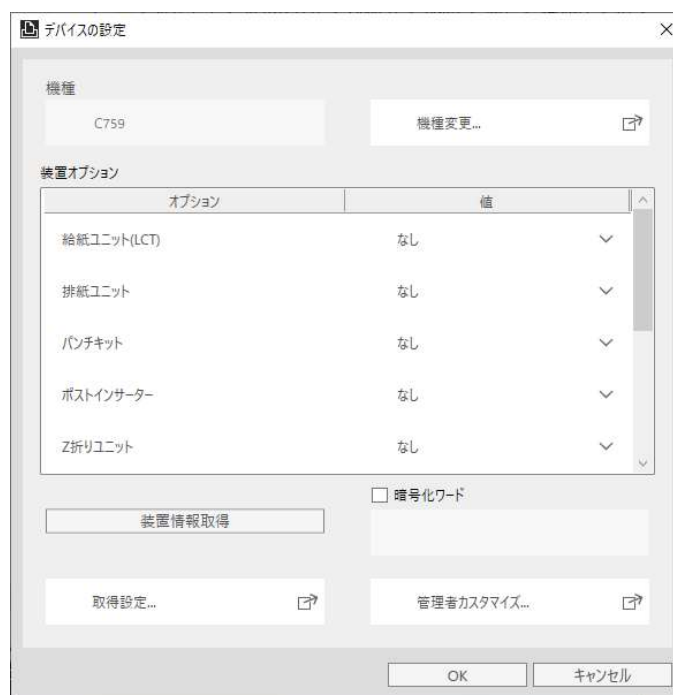 デバイスの設定
機種
C759
機種変更...
装置オプション
オプション 値
給紙ユニット(LCT) なし
排紙ユニット なし
パンチキット なし
ポストインサーター なし
Z折りユニット なし
暗号化ワード
装置情報取得
取得設定... 管理者カスタマイズ...
OK キャンセル